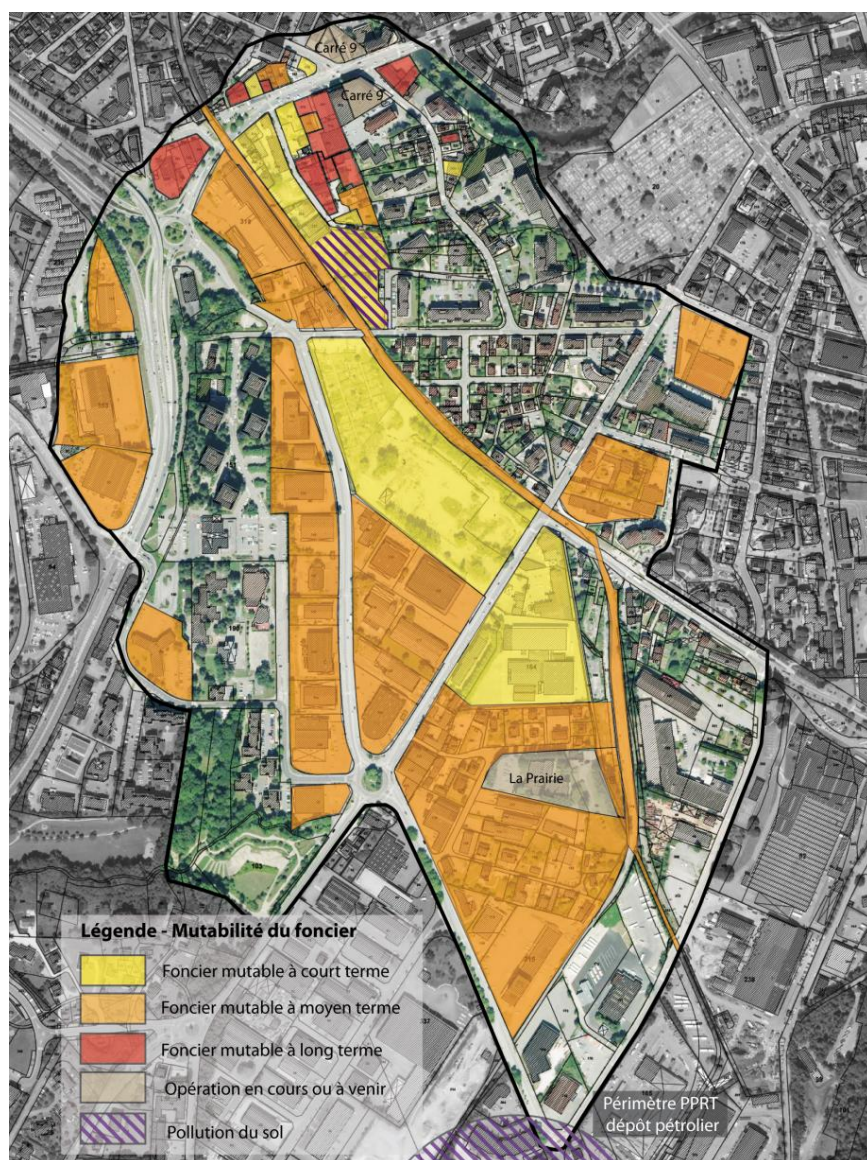 Carré 9
Carré 9
La Prairie
Légende - Mutabilité du foncier
Foncier mutable à court terme
Foncier mutable à moyen terme
Foncier mutable à long terme
Opération en cours ou à venir
Pollution du sol
Périmètre PPRT
dépôt pétrolier